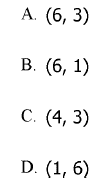 A. (6, 3)
B. (6, 1)
C. (4, 3)
D. (1, 6)